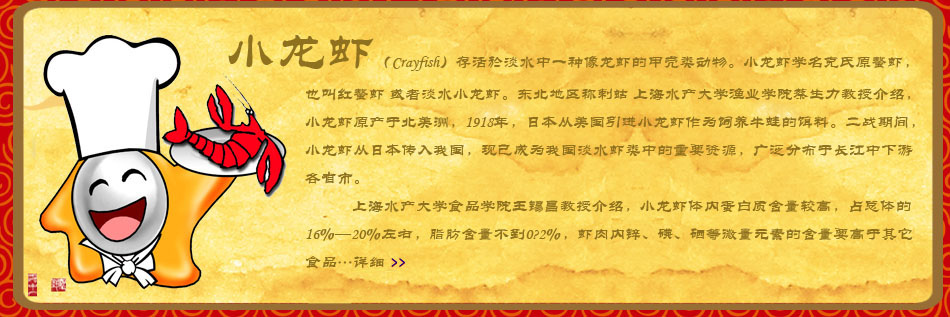 小龙虾（Crayfish）存活於淡水中一种像龙虾的甲壳类动物。小龙虾学名克氏原螯虾，
也叫红螯虾 或者淡水小龙虾。东北地区称刺蛄 上海水产大学渔业学院蔡生力教授介绍，
小龙虾原产于北美洲，1918年，日本从美国引进小龙虾作为饲养牛蛙的饵料。二战期间，
小龙虾从日本传入我国，现已成为我国淡水虾类中的重要资源，广泛分布于长江中下游
各省市。
上海水产大学食品学院王锡昌教授介绍，小龙虾体内蛋白质含量较高，占总体的
16%—20%左右，脂肪含量不到0?2%，虾肉内锌、碘、硒等微量元素的含量要高于其它
食品…详细 >>